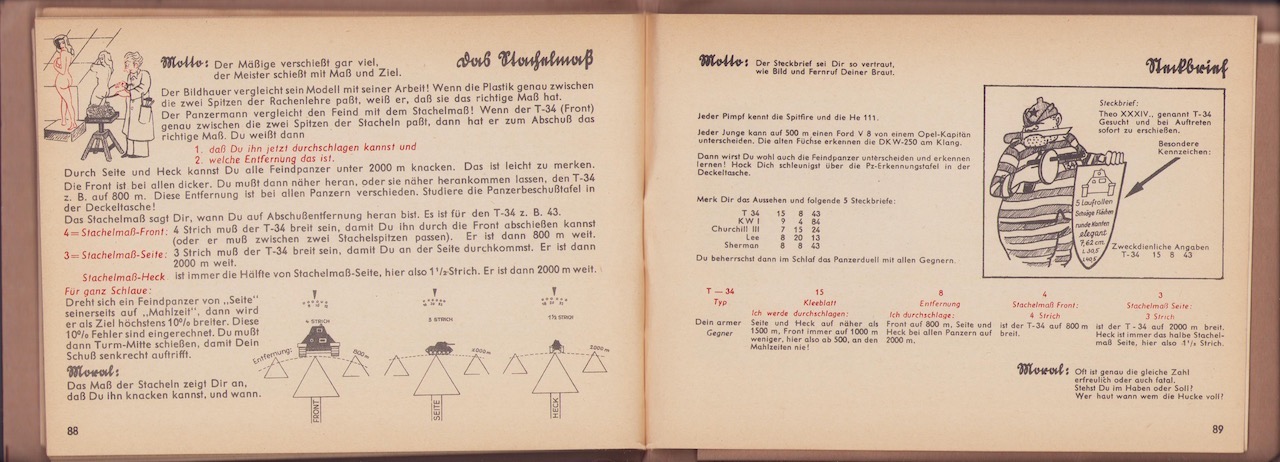 Motto: Der Mäßige verschießt gar viel,
der Meister schießt mit Maß und Ziel.
Das Stachelmaß
Der Bildhauer vergleicht sein Modell mit seiner Arbeit! Wenn die Plastik genau zwischen
die zwei Spitzen der Rachenlehre paßt, weiß er, daß sie das richtige Maß hat.
Der Panzermann vergleicht den Feind mit dem Stachelmaß! Wenn der T-34 (Front)
genau zwischen die zwei Spitzen der Stacheln paßt, dann hat er zum Abschuß das
richtige Maß. Du weißt dann
1. daß Du ihn jetzt durchschlagen kannst und
2. welche Entfernung das ist.
Durch Seite und Heck kannst Du alle Feindpanzer unter 2000 m knacken. Das ist leicht zu merken.
Die Front ist bei allen dicker. Du mußt dann näher heran, oder sie näher herankommen lassen, den T-34
z. B. auf 800 m. Diese Entfernung ist bei allen Panzern verschieden. Studiere die Panzerbeschußtafel in
der Deckeltasche!
Das Stachelmaß sagt Dir, wann Du auf Abschußentfernung heran bist. Es ist für den T-34 z. B. 43.
4 = Stachelmaß-Front: 4 Strich muß der T-34 breit sein, damit Du ihn durch die Front abschießen kannst
(oder er muß zwischen zwei Stachelspitzen passen). Er ist dann 800 m weit.
3 = Stachelmaß-Seite: 3 Strich muß der T-34 breit sein, damit Du an der Seite durchkommst. Er ist dann
2000 m weit.
Stachelmaß-Heck ist immer die Hälfte von Stachelmaß-Seite, hier also 1 1/2-Strich. Er ist dann 2000 m weit.
Für ganz Schlaue:
Dreht sich ein Feindpanzer von „Seite"
seinerseits auf „Mahlzeit", dann wird
er als Ziel höchstens 10% breiter. Diese
10% Fehler sind eingerechnet. Du mußt
dann Turm-Mitte schießen, damit Dein
Schuß senkrecht auftrifft.
Moral:
Das Maß der Stacheln zeigt Dir an,
daß Du ihn knacken kannst, und wann.
4 STRICH
3 STRICH
1½ STRICH
Entfernung:
800 m
2000 m
2000 m
FRONT
SEITE
HECK
88
Motto: Der Steckbrief sei Dir so vertraut,
wie Bild und Fernruf Deiner Braut.
Steckbrief
Jeder Pimpf kennt die Spitfire und die He 111.
Jeder Junge kann auf 500 m einen Ford V 8 von einem Opel-Kapitän
unterscheiden. Die alten Füchse erkennen die DKW-250 am Klang.
Dann wirst Du wohl auch die Feindpanzer unterscheiden und erkennen
lernen! Hock Dich schleunigst über die Pz-Erkennungstafel in der
Deckeltasche.
Merk Dir das Aussehen und folgende 5 Steckbriefe:
T 34 15 8 43
KW I 9 4 84
Churchill III 7 15 24
Lee 8 20 13
Sherman 8 8 43
Du beherrschst dann im Schlaf das Panzerduell mit allen Gegnern.
Steckbrief:
Theo XXXIV., genannt T-34
Gesucht und bei Auftreten
sofort zu erschießen.
Besondere
Kennzeichen:
5 Laufrollen
Schräge Flächen
runde Kanten
elegant
7,62 cm
L 30,5
L 40,5
Zweckdienliche Angaben
T-34 15 8 43
T — 34 15 8 4 3
Typ Kleeblatt Entfernung Stachelmaß Front: Stachelmaß Seite:
Ich werde durchschlagen: Ich durchschlage: 4 Strich 3 Strich
Dein armer
Gegner
Seite und Heck auf näher als
1500 m, Front immer auf 1000 m
weniger, hier also ab 500, an den
Mahlzeiten nie!
Front auf 800 m, Seite und
Heck bei allen Panzern auf
2000 m.
ist der T-34 auf 800 m
breit.
ist der T-34 auf 2000 m breit.
Heck ist immer das halbe Stachel-
maß Seite, hier also 1 1/2 Strich.
Moral: Oft ist genau die gleiche Zahl
erfreulich oder auch fatal.
Stehst Du im Haben oder Soll?
Wer haut wann wem die Hucke voll?
89